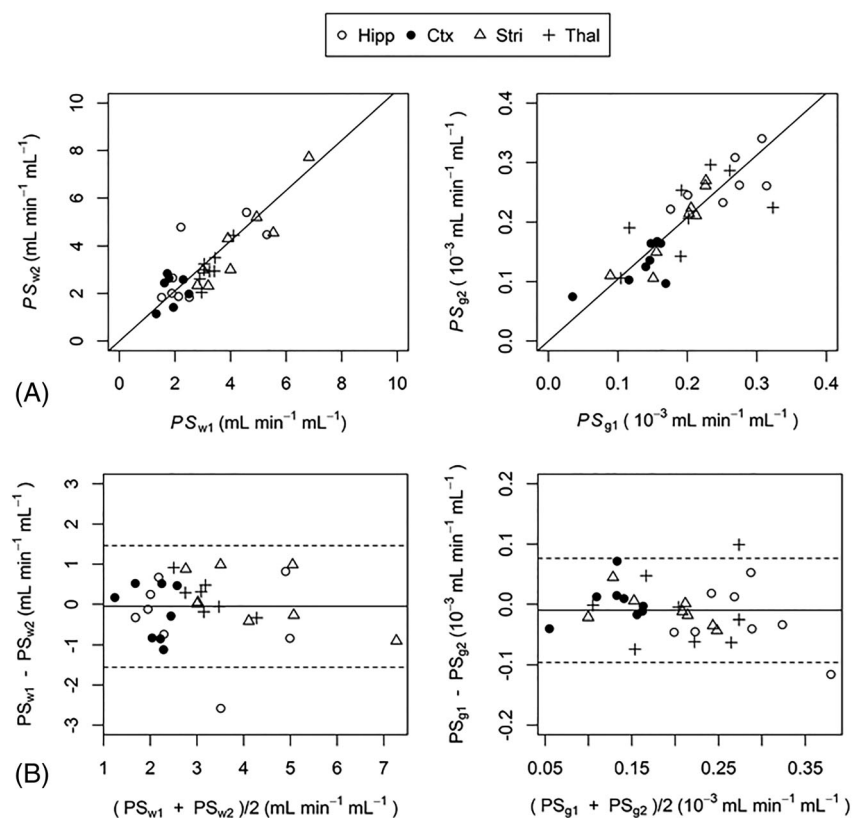 Hipp Ctx Stri Thal
10
8
6
4
2
0
PSw2 (mL min⁻¹ mL⁻¹)
0 2 4 6 8 10
PSw1 (mL min⁻¹ mL⁻¹)
0.4
0.3
0.2
0.1
0.0
PSg2 (10⁻³ mL min⁻¹ mL⁻¹)
0.0 0.1 0.2 0.3 0.4
PSg1 (10⁻³ mL min⁻¹ mL⁻¹)
(A)
3
2
1
0
-1
-2
-3
PSw1 - PSw2 (mL min⁻¹ mL⁻¹)
1 2 3 4 5 6 7
(PSw1 + PSw2)/2 (mL min⁻¹ mL⁻¹)
0.2
0.1
0.0
-0.1
-0.2
PSg1 - PSg2 (10⁻³ mL min⁻¹ mL⁻¹)
0.05 0.15 0.25 0.35
(PSg1 + PSg2)/2 (10⁻³ mL min⁻¹ mL⁻¹)
(B)